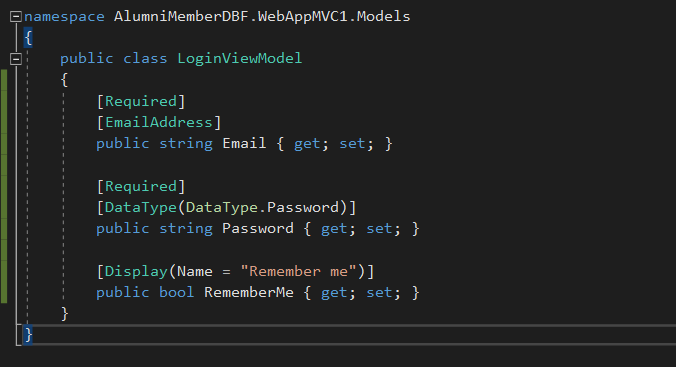 namespace AlumniMemberDBF.WebAppMVC1.Models
{
public class LoginViewModel
{
[Required]
[EmailAddress]
public string Email { get; set; }
[Required]
[DataType(DataType.Password)]
public string Password { get; set; }
[Display(Name = "Remember me")]
public bool RememberMe { get; set; }
}
}